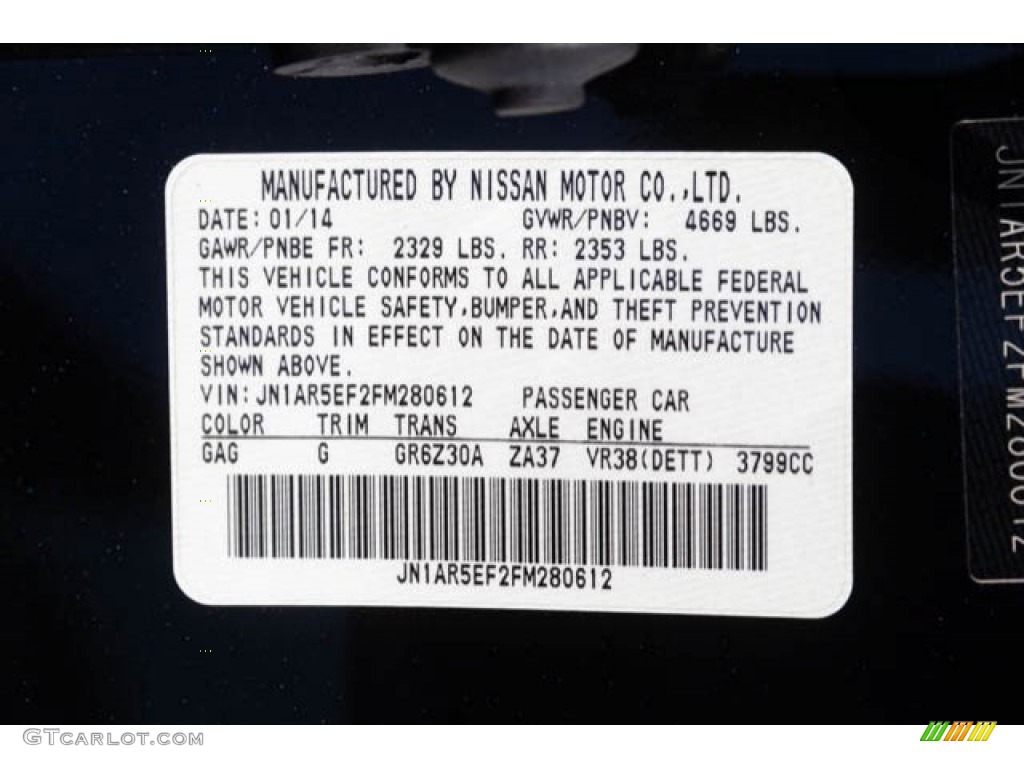 MANUFACTURED BY NISSAN MOTOR CO.,LTD.
DATE: 01/14 GVWR/PNBV: 4669 LBS.
GAWR/PNBE FR: 2329 LBS. RR: 2353 LBS.
THIS VEHICLE CONFORMS TO ALL APPLICABLE FEDERAL
MOTOR VEHICLE SAFETY,BUMPER,AND THEFT PREVENTION
STANDARDS IN EFFECT ON THE DATE OF MANUFACTURE
SHOWN ABOVE.
VIN:JN1AR5EF2FM280612 PASSENGER CAR
COLOR TRIM TRANS AXLE ENGINE
GAG G GR6Z30A ZA37 VR38(DETT) 3799CC
JN1AR5EF2FM280612
JN1AR5EF2FM280612
GTCARLOT.COM